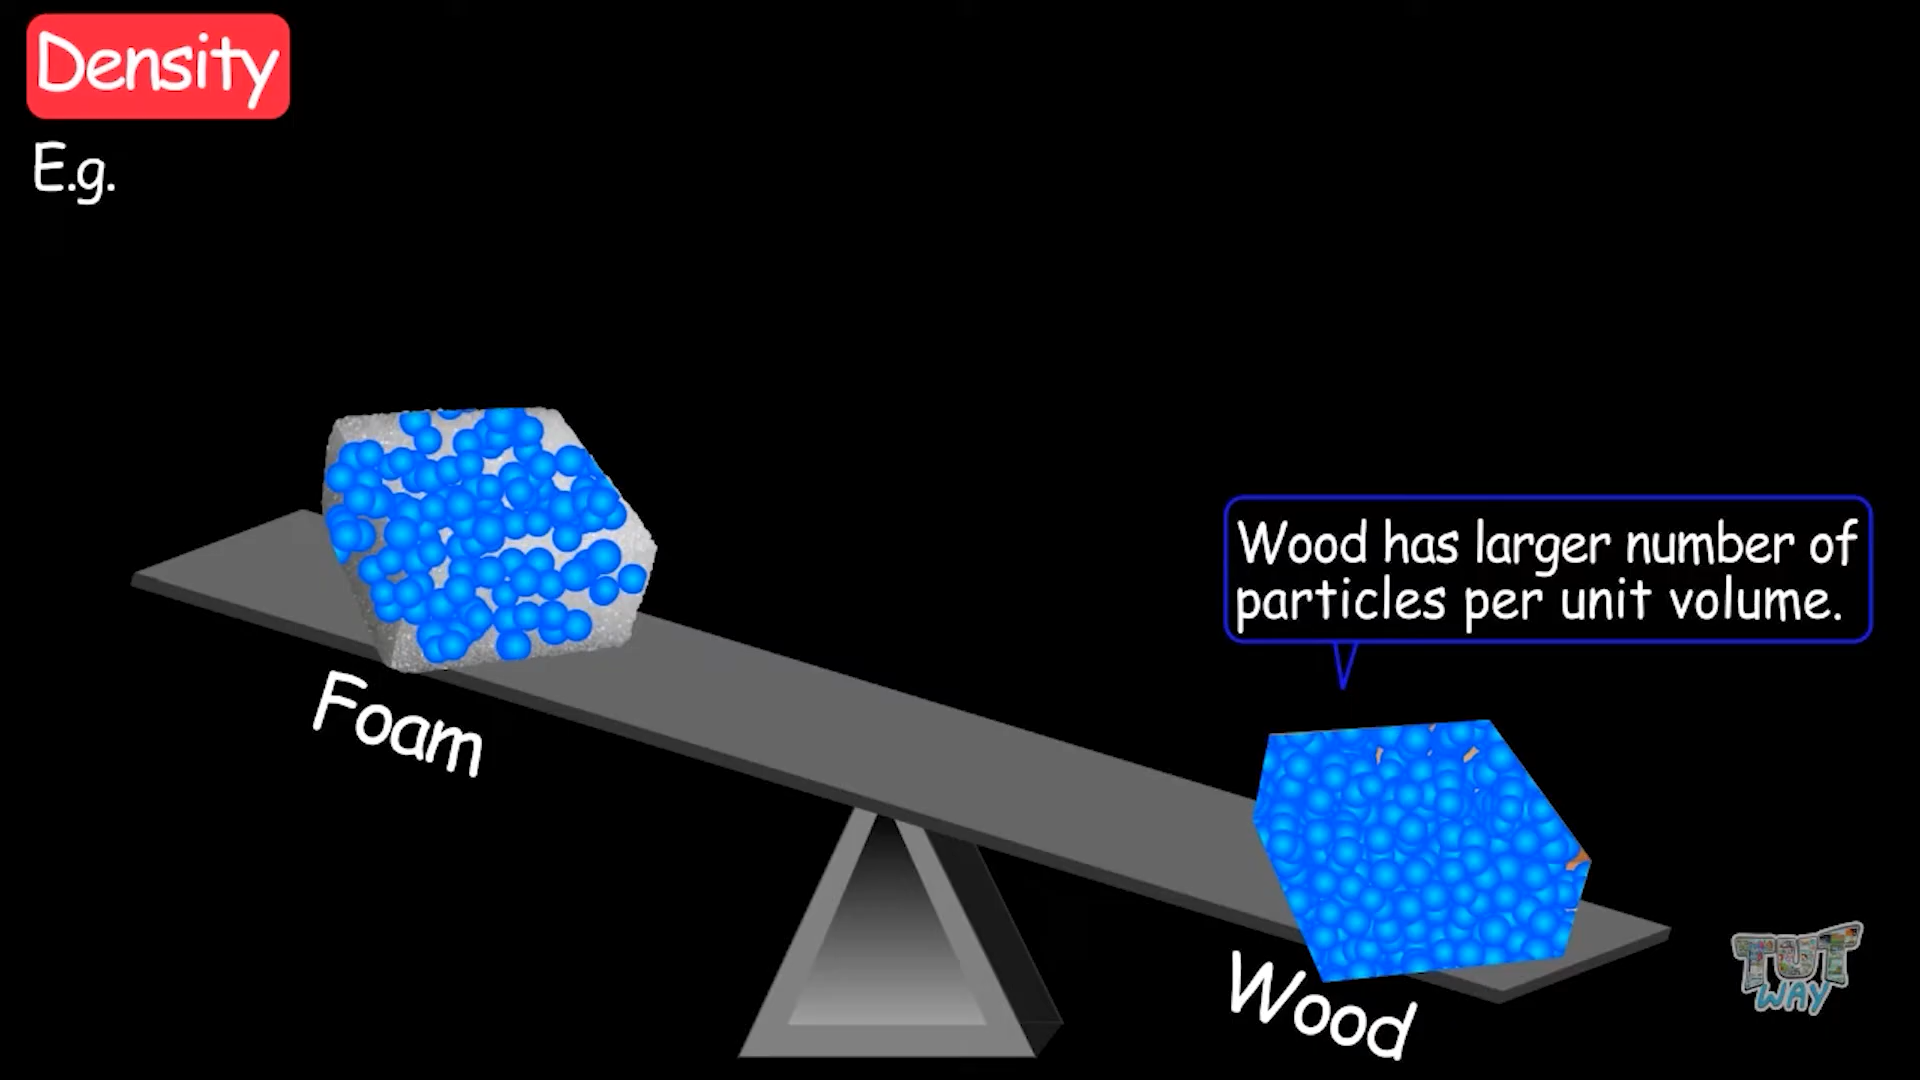 Density
E.g.
Wood has larger number of
particles per unit volume.
Foam
Wood
TUT
WAY